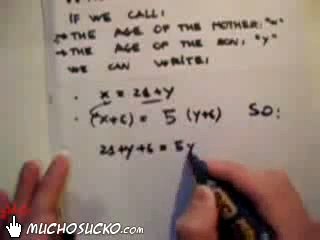 IF WE CALL:
→ THE AGE OF THE MOTHER: "x"
→ THE AGE OF THE SON: "y"
WE CAN WRITE:
· x = 21 + y
· (x+6) = 5 (y+6) SO:
21+y+6 = 5y
MUCHOSUCKO.COM